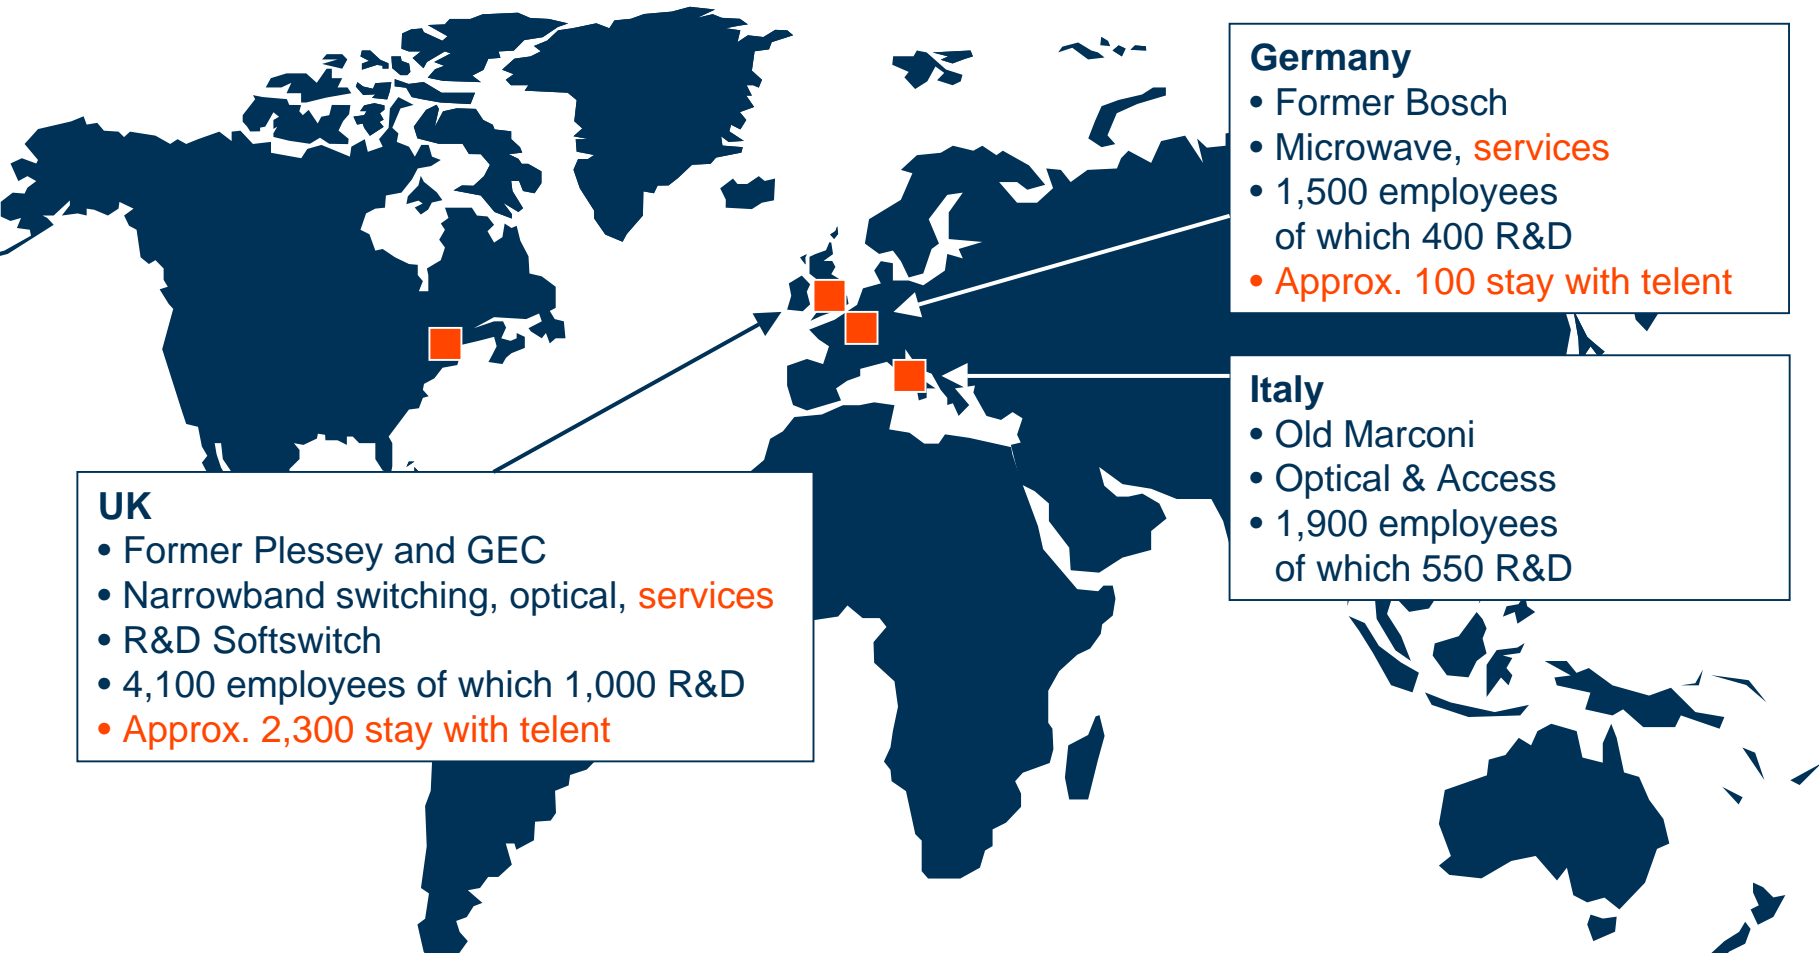 Germany
• Former Bosch
• Microwave, services
• 1,500 employees
of which 400 R&D
• Approx. 100 stay with telent
Italy
• Old Marconi
• Optical & Access
• 1,900 employees
of which 550 R&D
UK
• Former Plessey and GEC
• Narrowband switching, optical, services
• R&D Softswitch
• 4,100 employees of which 1,000 R&D
• Approx. 2,300 stay with telent